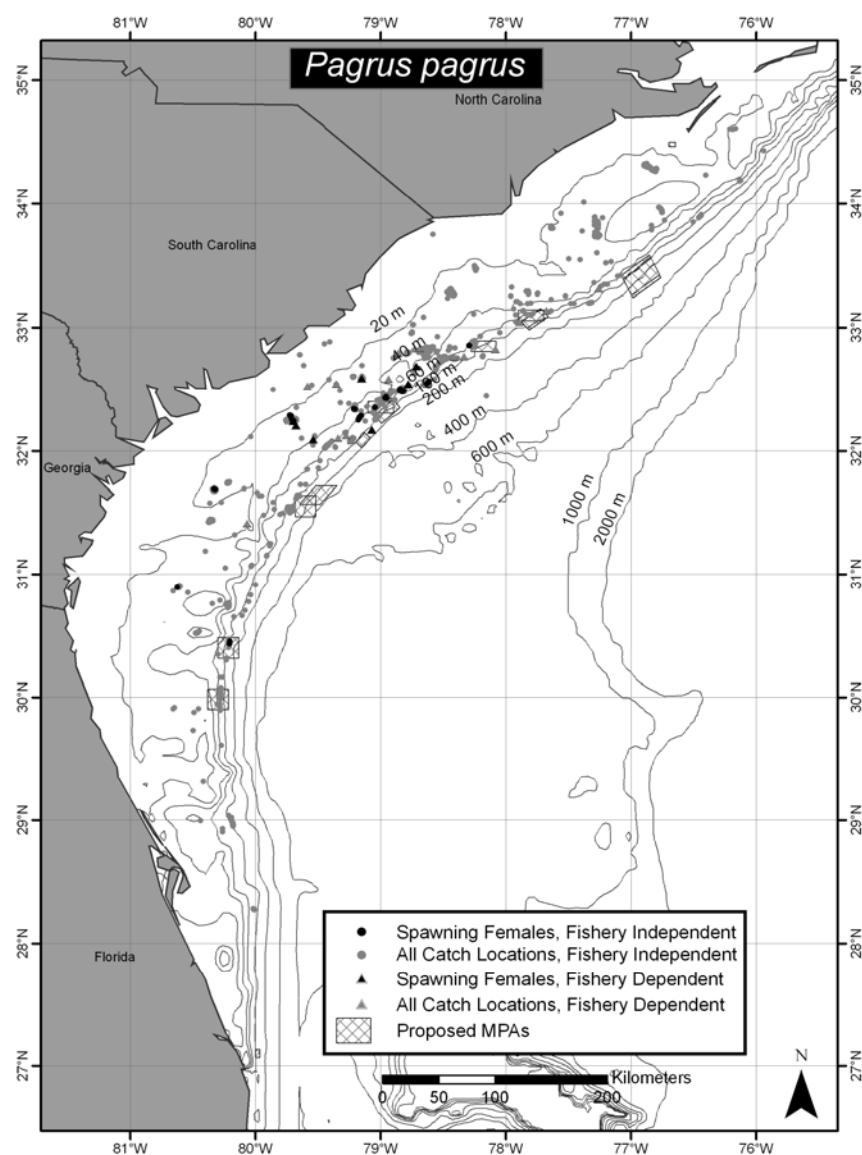 81°W 80°W 79°W 78°W 77°W 76°W
Pagrus pagrus
35°N 35°N
North Carolina
34°N 34°N
South Carolina
33°N 33°N
20 m
40 m
60 m
100 m
200 m
400 m
600 m
1000 m
2000 m
32°N 32°N
Georgia
31°N 31°N
30°N 30°N
29°N 29°N
28°N 28°N
Florida
27°N 27°N
Spawning Females, Fishery Independent
All Catch Locations, Fishery Independent
Spawning Females, Fishery Dependent
All Catch Locations, Fishery Dependent
Proposed MPAs
Kilometers
0 50 100 200
N
81°W 80°W 79°W 78°W 77°W 76°W